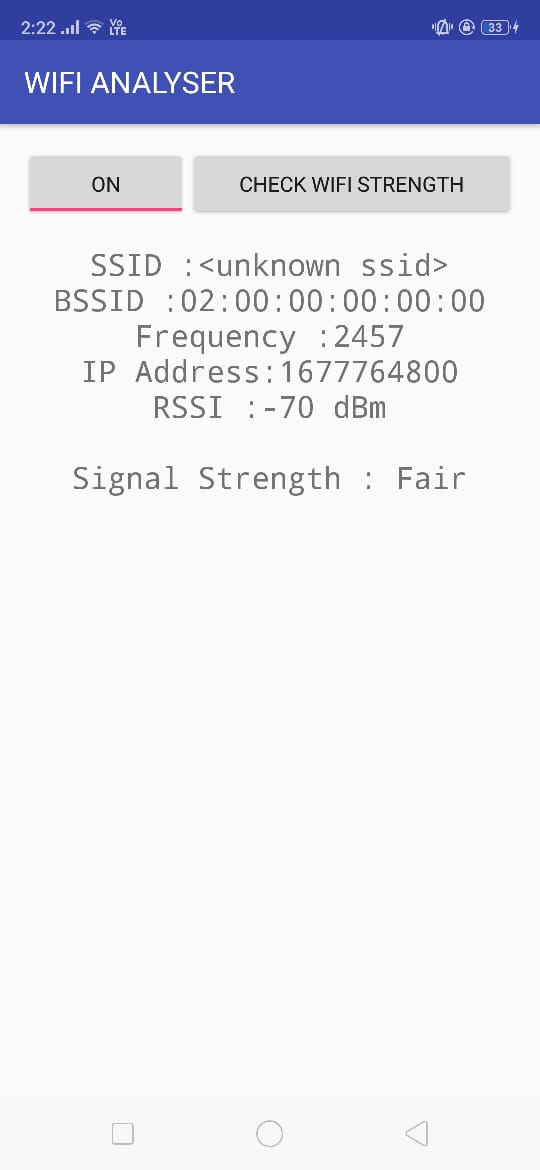 2:22 Vo LTE 33
WIFI ANALYSER
ON CHECK WIFI STRENGTH
SSID :<unknown ssid>
BSSID :02:00:00:00:00:00
Frequency :2457
IP Address:1677764800
RSSI :-70 dBm
Signal Strength : Fair